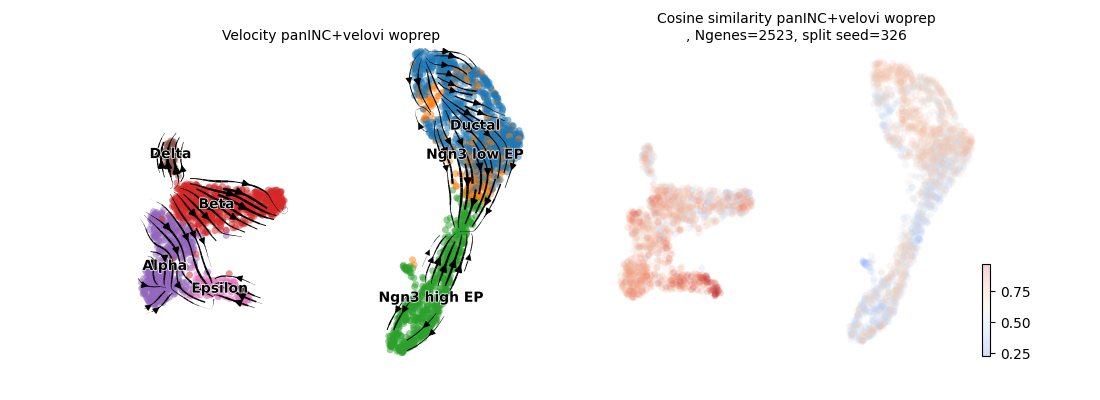 Velocity panINC+velovi woprep
Delta
Beta
Alpha
Epsilon
Ductal
Ngn3 low EP
Ngn3 high EP
Cosine similarity panINC+velovi woprep
, Ngenes=2523, split seed=326
0.75
0.50
0.25